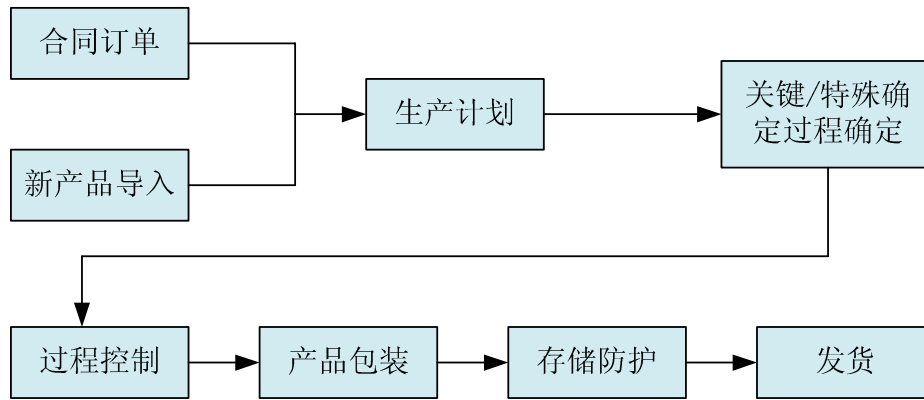 合同订单
新产品导入
生产计划
关键/特殊确
定过程确定
过程控制
产品包装
存储防护
发货